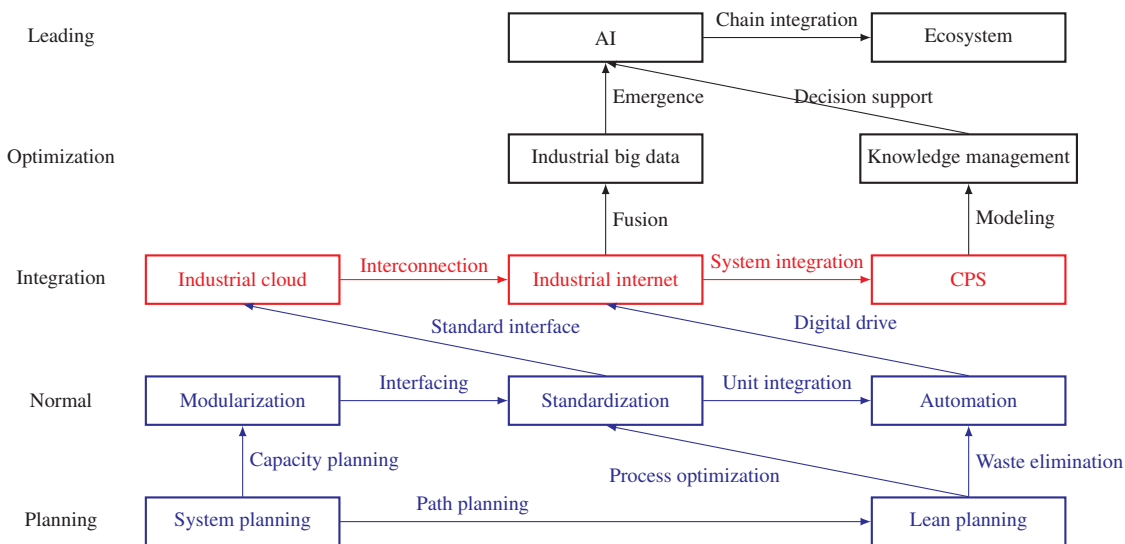 Leading
AI
Chain integration
Ecosystem
Emergence
Decision support
Optimization
Industrial big data
Knowledge management
Fusion
Modeling
Integration
Industrial cloud
Interconnection
Industrial internet
System integration
CPS
Standard interface
Digital drive
Normal
Modularization
Interfacing
Standardization
Unit integration
Automation
Capacity planning
Process optimization
Waste elimination
Planning
System planning
Path planning
Lean planning